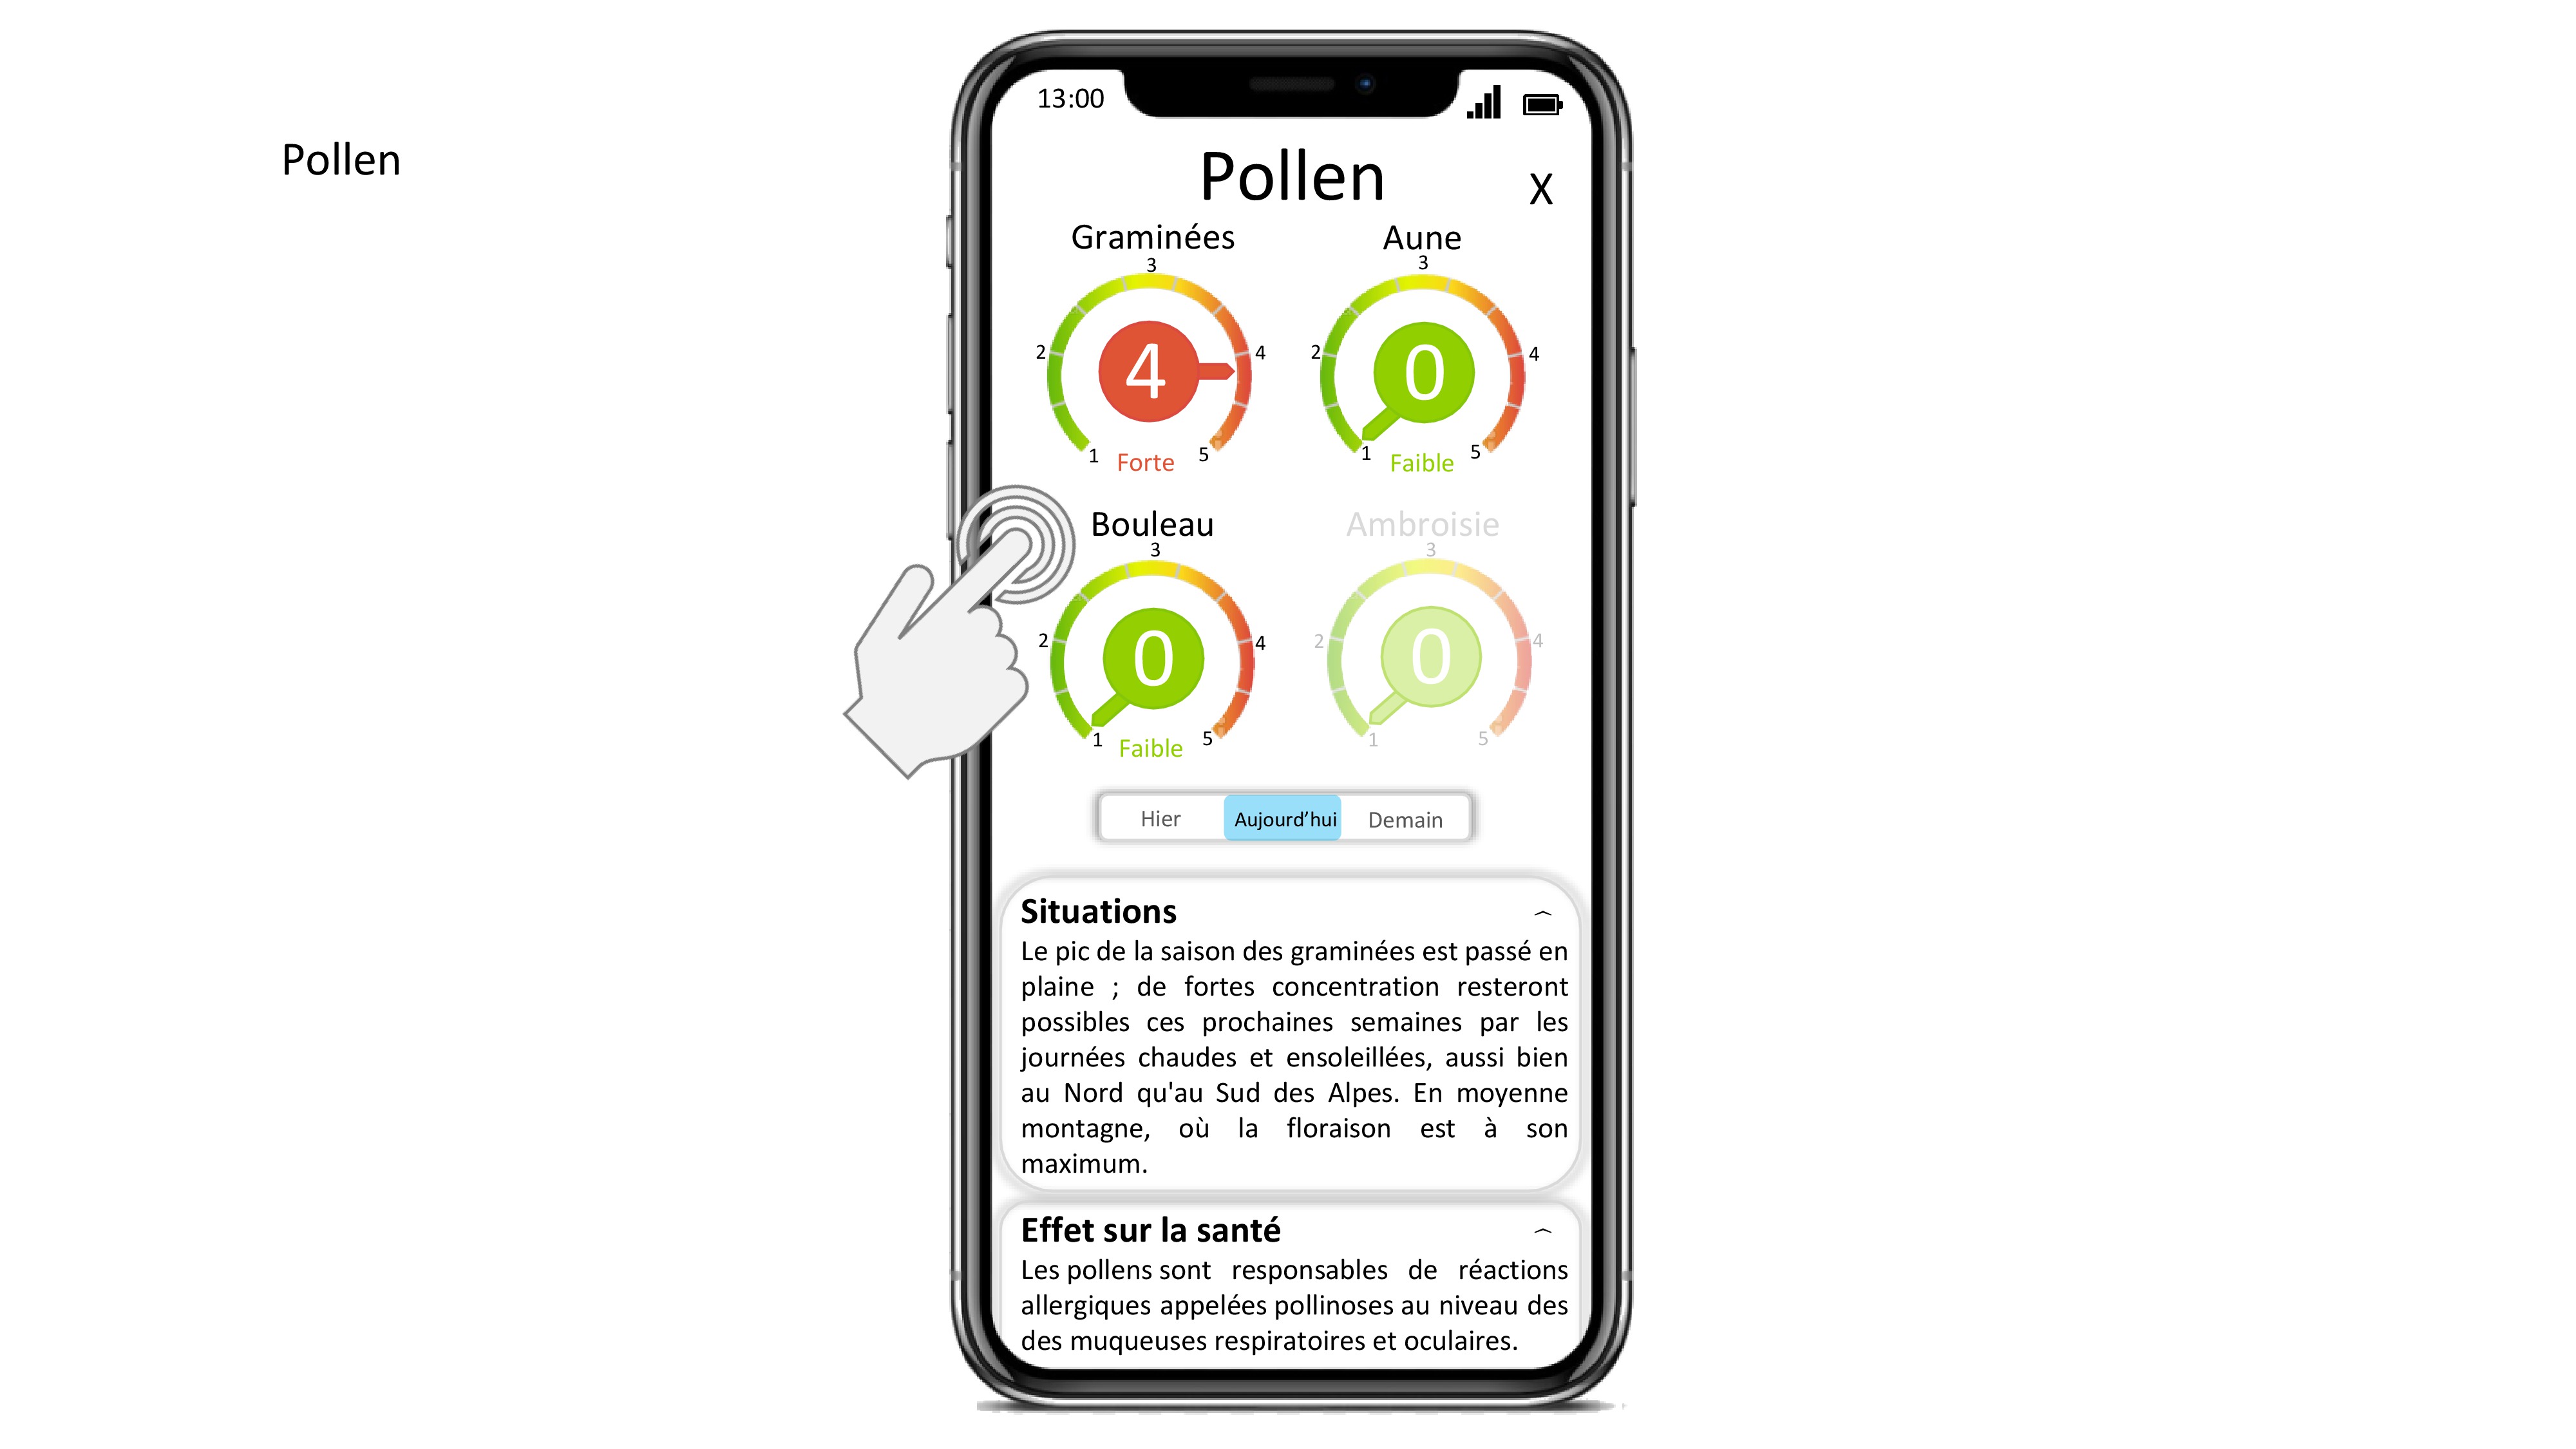 Pollen
13:00
Pollen
X
Graminées
3
2
4
4
1
Forte
5
Aune
3
2
0
4
1
Faible
5
Bouleau
3
2
0
4
1
Faible
5
Ambroisie
3
2
0
4
1
5
Hier
Aujourd’hui
Demain
Situations
Le pic de la saison des graminées est passé en
plaine ; de fortes concentration resteront
possibles ces prochaines semaines par les
journées chaudes et ensoleillées, aussi bien
au Nord qu'au Sud des Alpes. En moyenne
montagne, où la floraison est à son
maximum.
Effet sur la santé
Les pollens sont responsables de réactions
allergiques appelées pollinoses au niveau des
des muqueuses respiratoires et oculaires.